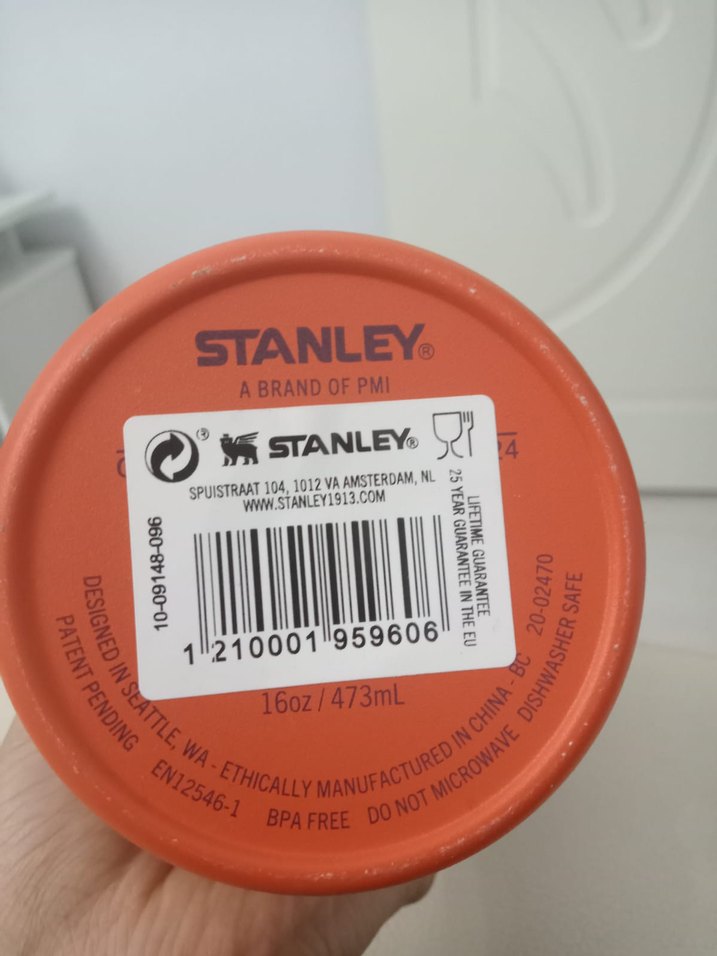 STANLEY®
A BRAND OF PMI
24
® STANLEY®
SPUISTRAAT 104, 1012 VA AMSTERDAM, NL
WWW.STANLEY1913.COM
10-09148-096
LIFETIME GUARANTEE
25 YEAR GUARANTEE IN THE EU
1 210001 959606
16oz / 473mL
DESIGNED IN SEATTLE, WA - ETHICALLY MANUFACTURED IN CHINA - BC 20-02470
PATENT PENDING EN12546-1 BPA FREE DO NOT MICROWAVE DISHWASHER SAFE